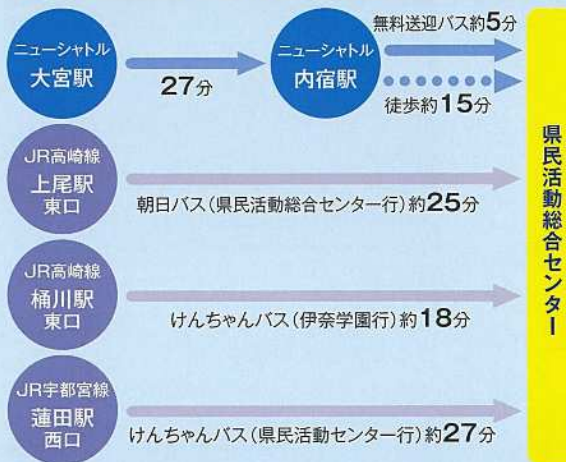 ニューシャトル
大宮駅
27分
ニューシャトル
内宿駅
無料送迎バス約5分
徒歩約15分
JR高崎線
上尾駅
東口
朝日バス(県民活動総合センター行)約25分
JR高崎線
桶川駅
東口
けんちゃんバス(伊奈学園行)約18分
JR宇都宮線
蓮田駅
西口
けんちゃんバス(県民活動センター行)約27分
県民活動総合センター